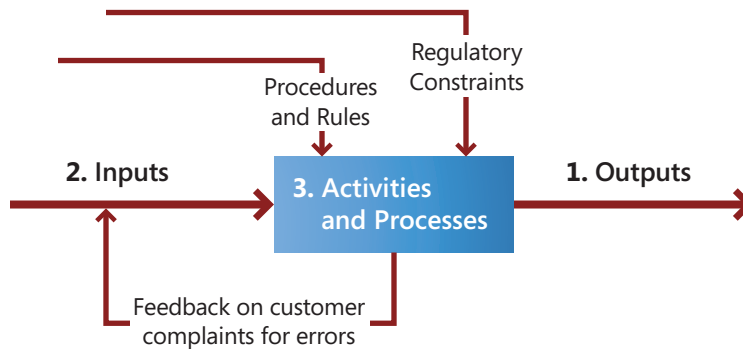 Regulatory
Constraints
Procedures
and Rules
2. Inputs
3. Activities
and Processes
1. Outputs
Feedback on customer
complaints for errors